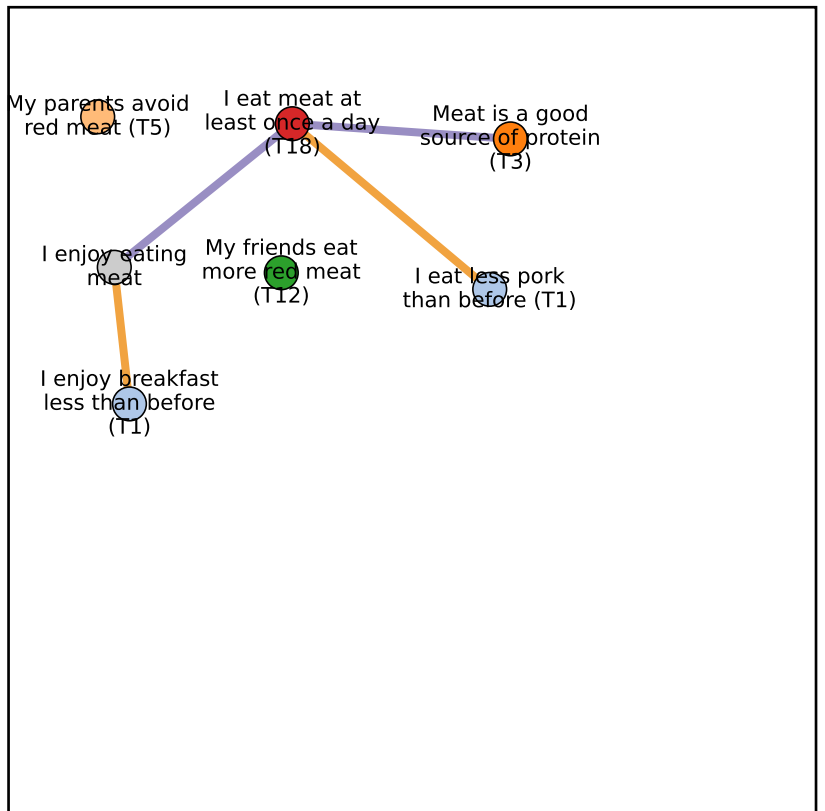 My parents avoid
red meat (T5)
I eat meat at
least once a day
(T18)
Meat is a good
source of protein
(T3)
I enjoy eating
meat
My friends eat
more red meat
(T12)
I eat less pork
than before (T1)
I enjoy breakfast
less than before
(T1)